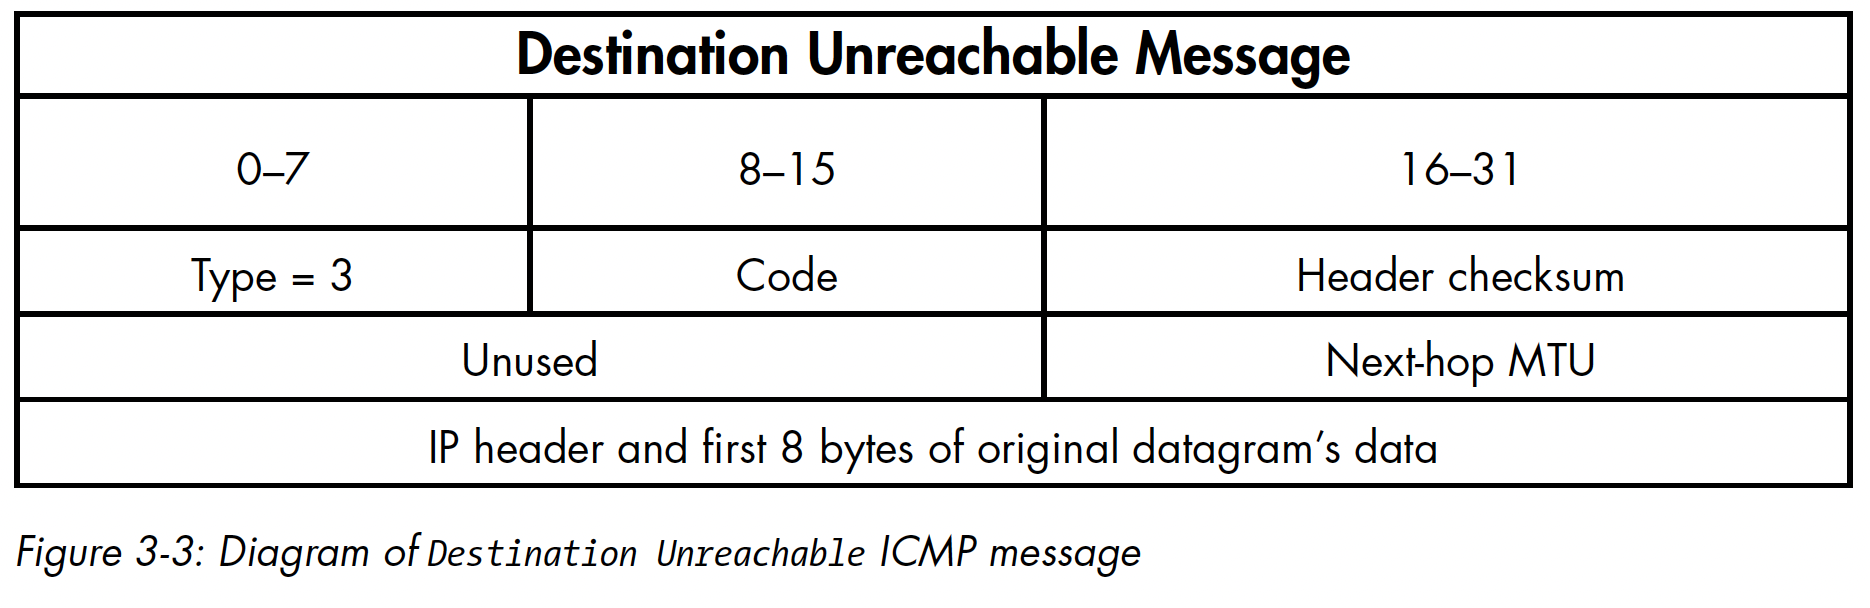 Destination Unreachable Message
0–7 8–15 16–31
Type = 3 Code Header checksum
Unused Next-hop MTU
IP header and first 8 bytes of original datagram’s data
Figure 3-3: Diagram of Destination Unreachable ICMP message